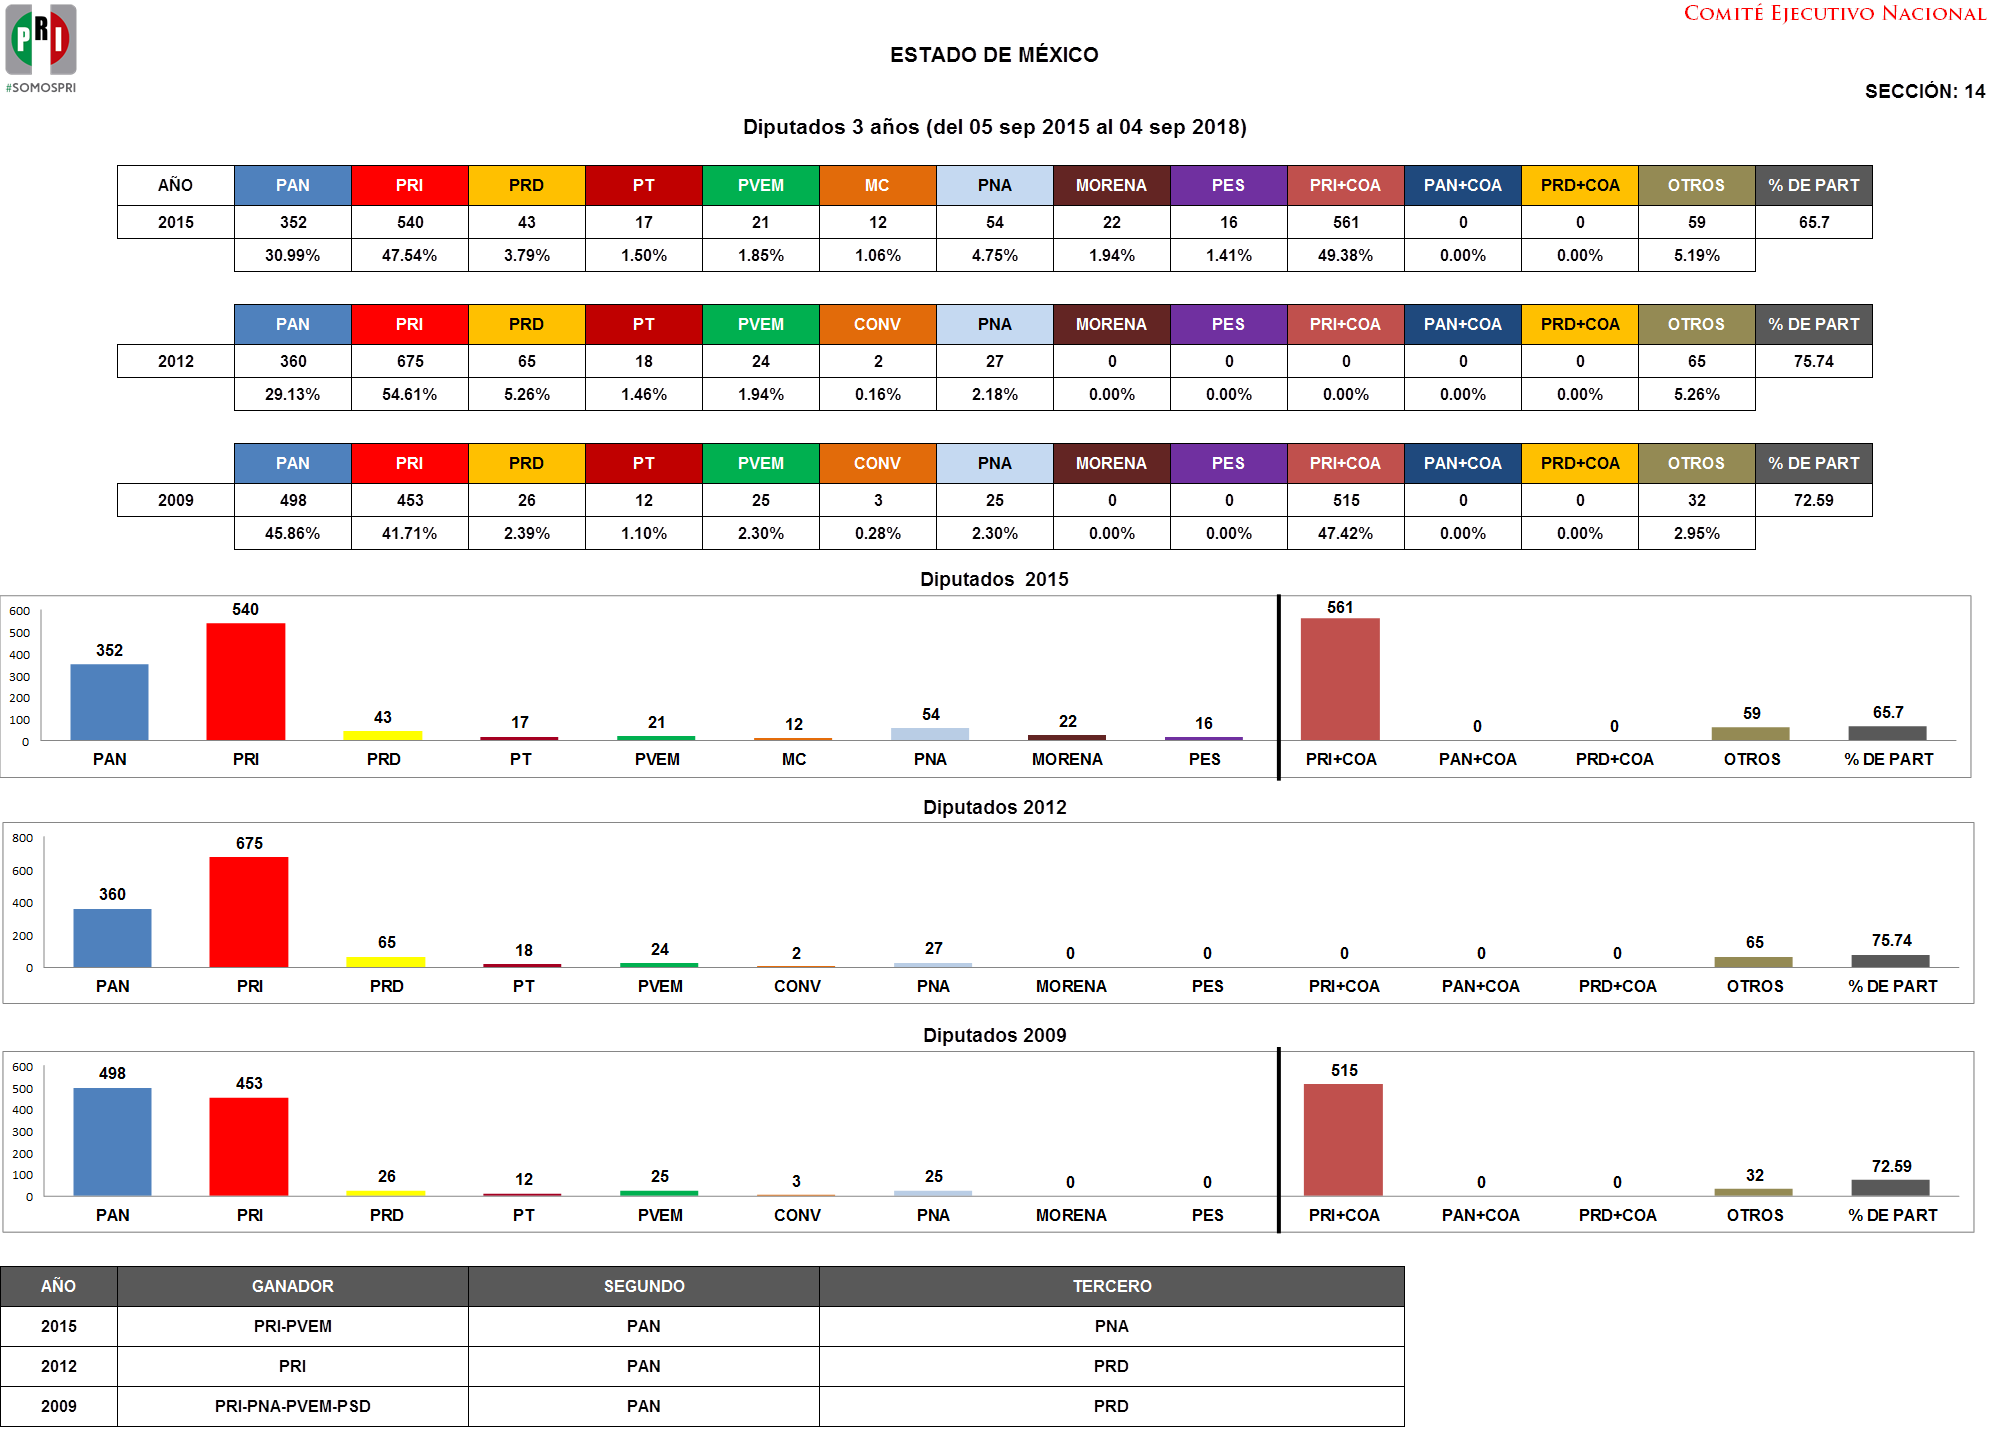 PRI
#SOMOSPRI
COMITÉ EJECUTIVO NACIONAL
ESTADO DE MÉXICO
SECCIÓN: 14
Diputados 3 años (del 05 sep 2015 al 04 sep 2018)
AÑO PAN PRI PRD PT PVEM MC PNA MORENA PES PRI+COA PAN+COA PRD+COA OTROS % DE PART
2015 352 540 43 17 21 12 54 22 16 561 0 0 59 65.7
30.99% 47.54% 3.79% 1.50% 1.85% 1.06% 4.75% 1.94% 1.41% 49.38% 0.00% 0.00% 5.19%
PAN PRI PRD PT PVEM CONV PNA MORENA PES PRI+COA PAN+COA PRD+COA OTROS % DE PART
2012 360 675 65 18 24 2 27 0 0 0 0 0 65 75.74
29.13% 54.61% 5.26% 1.46% 1.94% 0.16% 2.18% 0.00% 0.00% 0.00% 0.00% 0.00% 5.26%
PAN PRI PRD PT PVEM CONV PNA MORENA PES PRI+COA PAN+COA PRD+COA OTROS % DE PART
2009 498 453 26 12 25 3 25 0 0 515 0 0 32 72.59
45.86% 41.71% 2.39% 1.10% 2.30% 0.28% 2.30% 0.00% 0.00% 47.42% 0.00% 0.00% 2.95%
Diputados 2015
600
500
400
300
200
100
0
352 540 43 17 21 12 54 22 16 561 0 0 59 65.7
PAN PRI PRD PT PVEM MC PNA MORENA PES PRI+COA PAN+COA PRD+COA OTROS % DE PART
Diputados 2012
800
600
400
200
0
360 675 65 18 24 2 27 0 0 0 0 0 65 75.74
PAN PRI PRD PT PVEM CONV PNA MORENA PES PRI+COA PAN+COA PRD+COA OTROS % DE PART
Diputados 2009
600
500
400
300
200
100
0
498 453 26 12 25 3 25 0 0 515 0 0 32 72.59
PAN PRI PRD PT PVEM CONV PNA MORENA PES PRI+COA PAN+COA PRD+COA OTROS % DE PART
AÑO GANADOR SEGUNDO TERCERO
2015 PRI-PVEM PAN PNA
2012 PRI PAN PRD
2009 PRI-PNA-PVEM-PSD PAN PRD